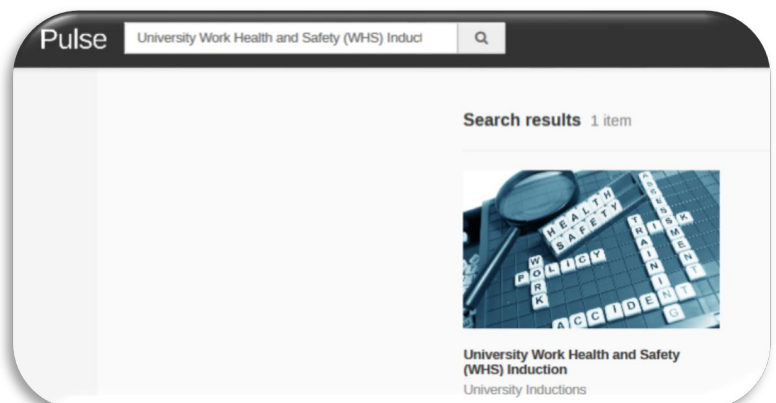 Pulse
University Work Health and Safety (WHS) Induct
Search results 1 item
HEALTH
SAFETY
ASSESSMENT
RISK
TRAINING
POLICY
WORK
ACCIDENT
University Work Health and Safety
(WHS) Induction
University Inductions